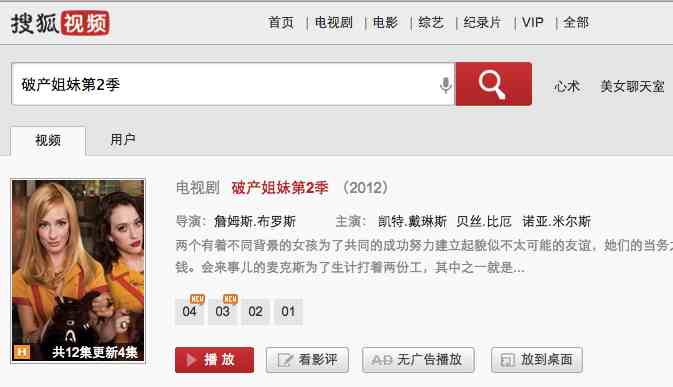 搜狐视频 首页 | 电视剧 | 电影 | 综艺 | 纪录片 | VIP | 全部
破产姐妹第2季 心术 美女聊天室
视频 用户
电视剧 破产姐妹第2季 （2012）
导演：詹姆斯.布罗斯 主演： 凯特.戴琳斯 贝丝.比厄 诺亚.米尔斯
两个有着不同背景的女孩为了共同的成功努力建立起貌似不太可能的友谊，她们的当务
钱。会来事儿的麦克斯为了生计打着两份工，其中之一就是...
04 NEW 03 NEW 02 01
H 共12集更新4集
播放 看影评 AD 无广告播放 放到桌面